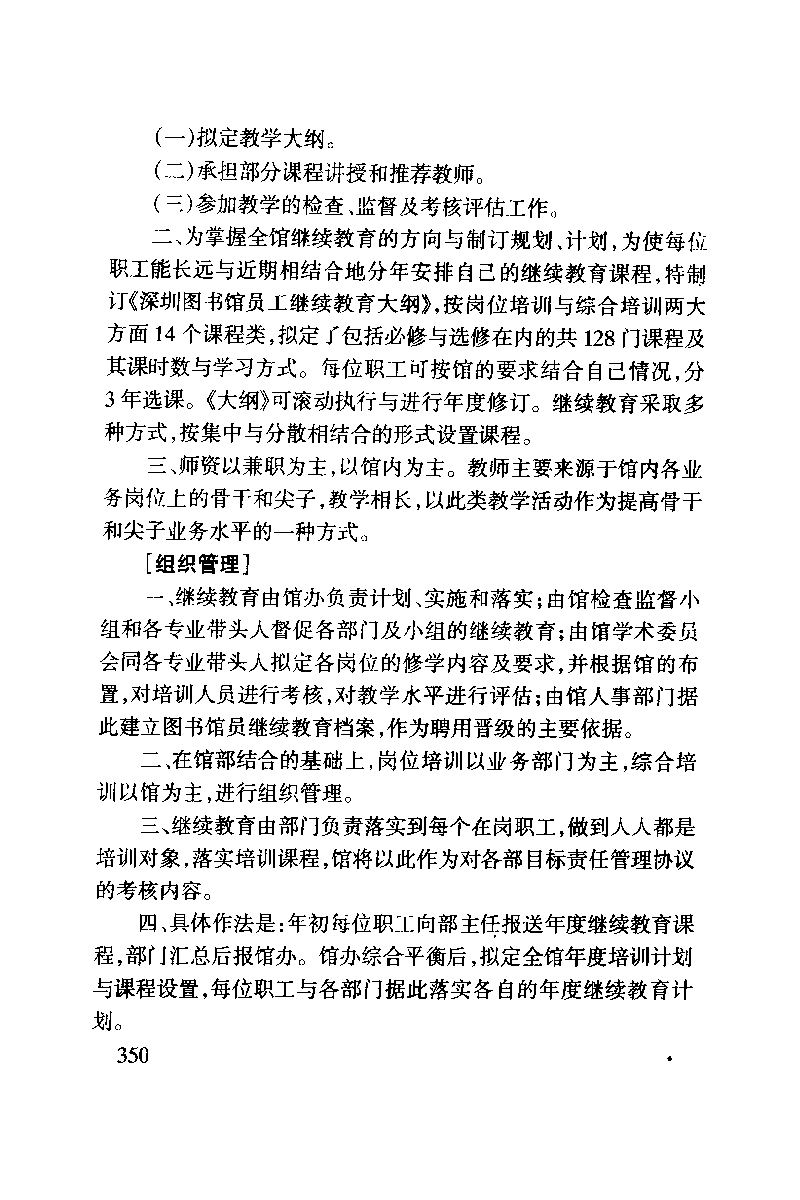 (一)拟定教学大纲。
(二)承担部分课程讲授和推荐教师。
(三)参加教学的检查、监督及考核评估工作。
二、为掌握全馆继续教育的方向与制订规划、计划,为使每位
职工能长远与近期相结合地分年安排自己的继续教育课程,特制
订《深圳图书馆员工继续教育大纲》,按岗位培训与综合培训两大
方面 14 个课程类,拟定了包括必修与选修在内的共 128 门课程及
其课时数与学习方式。每位职工可按馆的要求结合自己情况,分
3 年选课。《大纲》可滚动执行与进行年度修订。继续教育采取多
种方式,按集中与分散相结合的形式设置课程。
三、师资以兼职为主,以馆内为主。教师主要来源于馆内各业
务岗位上的骨干和尖子,教学相长,以此类教学活动作为提高骨干
和尖子业务水平的一种方式。
[组织管理]
一、继续教育由馆办负责计划、实施和落实;由馆检查监督小
组和各专业带头人督促各部门及小组的继续教育;由馆学术委员
会同各专业带头人拟定各岗位的修学内容及要求,并根据馆的布
置,对培训人员进行考核,对教学水平进行评估;由馆人事部门据
此建立图书馆员继续教育档案,作为聘用晋级的主要依据。
二、在馆部结合的基础上,岗位培训以业务部门为主,综合培
训以馆为主,进行组织管理。
三、继续教育由部门负责落实到每个在岗职工,做到人人都是
培训对象,落实培训课程,馆将以此作为对各部目标责任管理协议
的考核内容。
四、具体作法是:年初每位职工向部主任报送年度继续教育课
程,部门汇总后报馆办。馆办综合平衡后,拟定全馆年度培训计划
与课程设置,每位职工与各部门据此落实各自的年度继续教育计
划。
350